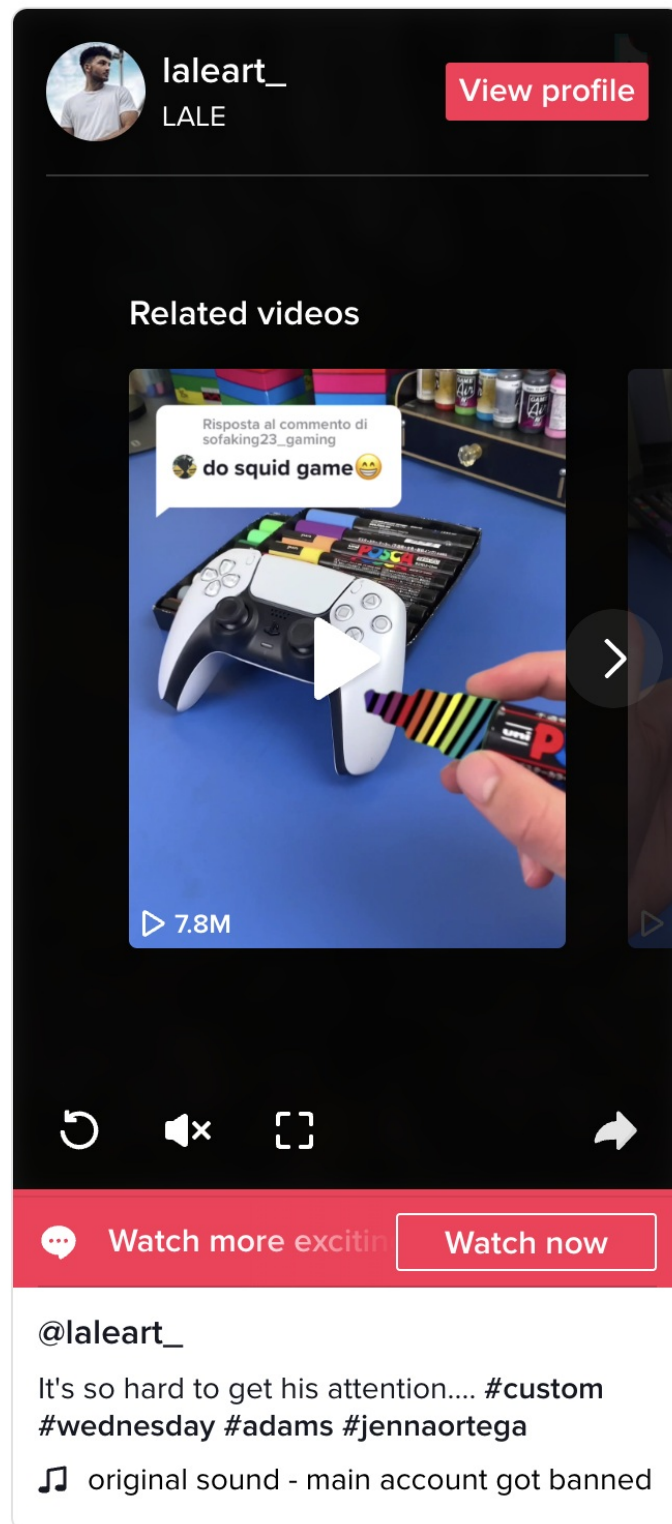 laleart_
LALE
View profile
Related videos
Risposta al commento di
sofaking23_gaming
do squid game😁
POSCA
uni
PO
7.8M
Watch more excitin
Watch now
@laleart_
It's so hard to get his attention.... #custom
#wednesday #adams #jennaortega
original sound - main account got banned